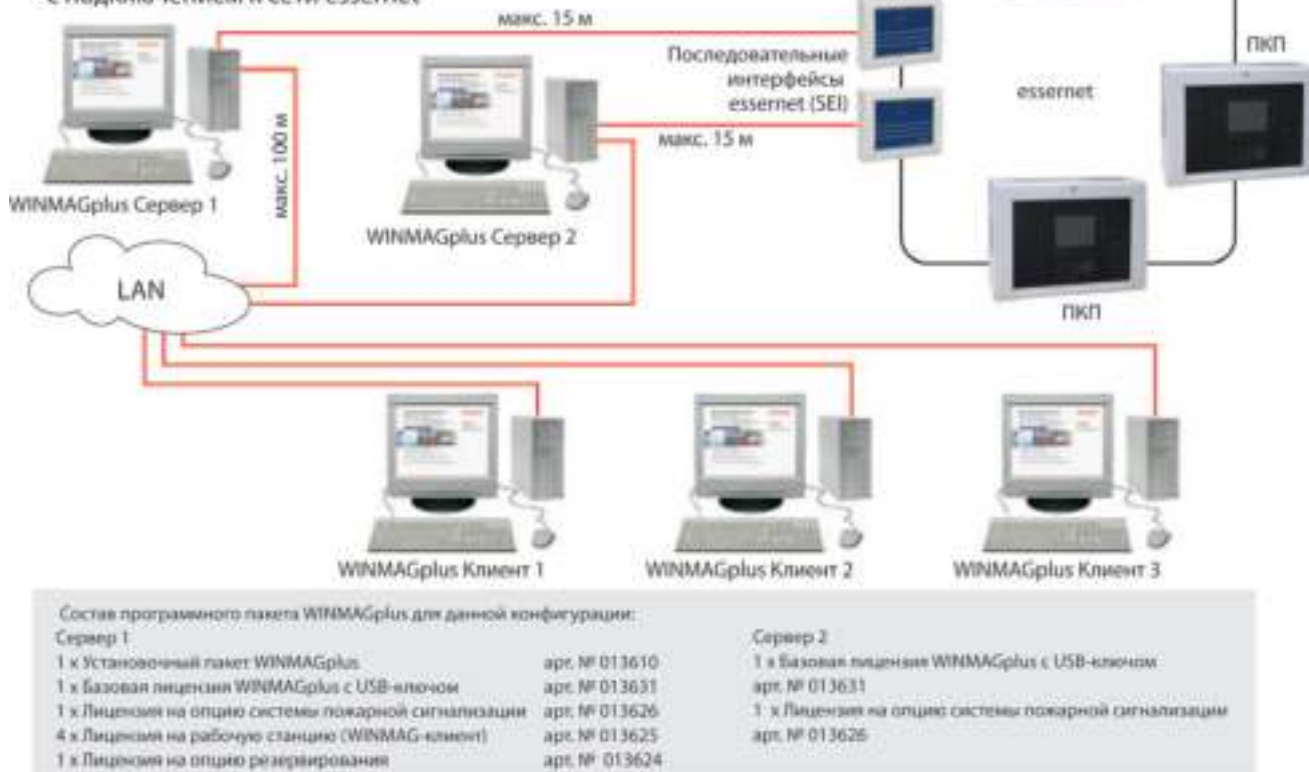 с подключением к сети essernet
макс. 15 м
ПКП
Последовательные
интерфейсы
essernet (SEI)
essernet
макс. 15 м
макс. 100 м
WINMAGplus Сервер 1
WINMAGplus Сервер 2
LAN
ПКП
WINMAGplus Клиент 1
WINMAGplus Клиент 2
WINMAGplus Клиент 3
Состав программного пакета WINMAGplus для данной конфигурации:
Сервер 1
1 x Установочный пакет WINMAGplus арт. № 013610
1 x Базовая лицензия WINMAGplus с USB-ключом арт. № 013631
1 x Лицензия на опцию системы пожарной сигнализации арт. № 013626
4 x Лицензия на рабочую станцию (WINMAG-клиент) арт. № 013625
1 x Лицензия на опцию резервирования арт. № 013624
Сервер 2
1 x Базовая лицензия WINMAGplus с USB-ключом
арт. № 013631
1 x Лицензия на опцию системы пожарной сигнализации
арт. № 013626